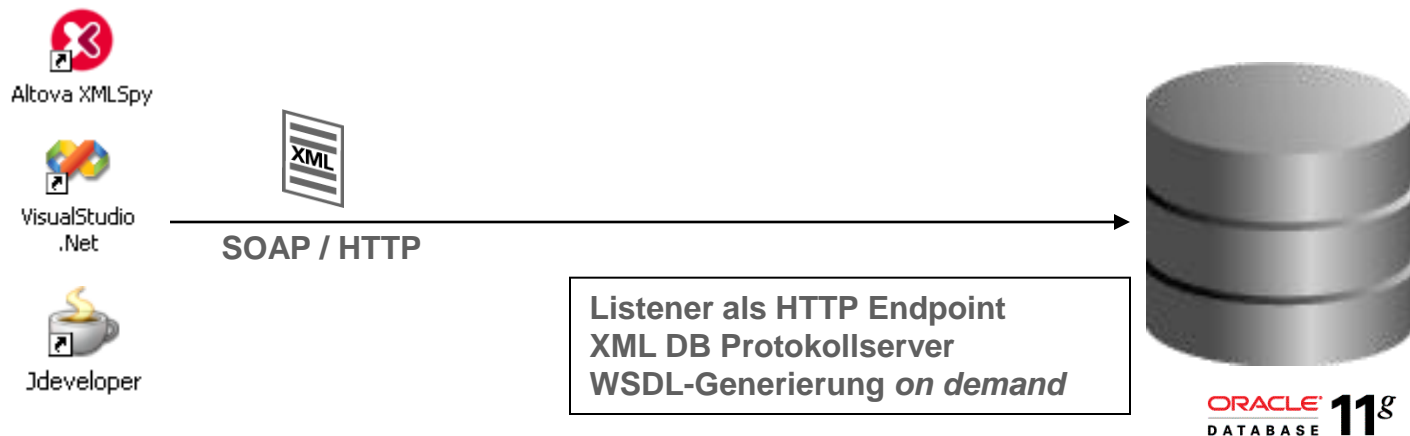 Altova XMLSpy
VisualStudio
.Net
Jdeveloper
XML
SOAP / HTTP
Listener als HTTP Endpoint
XML DB Protokollserver
WSDL-Generierung on demand
ORACLE 11g
DATABASE